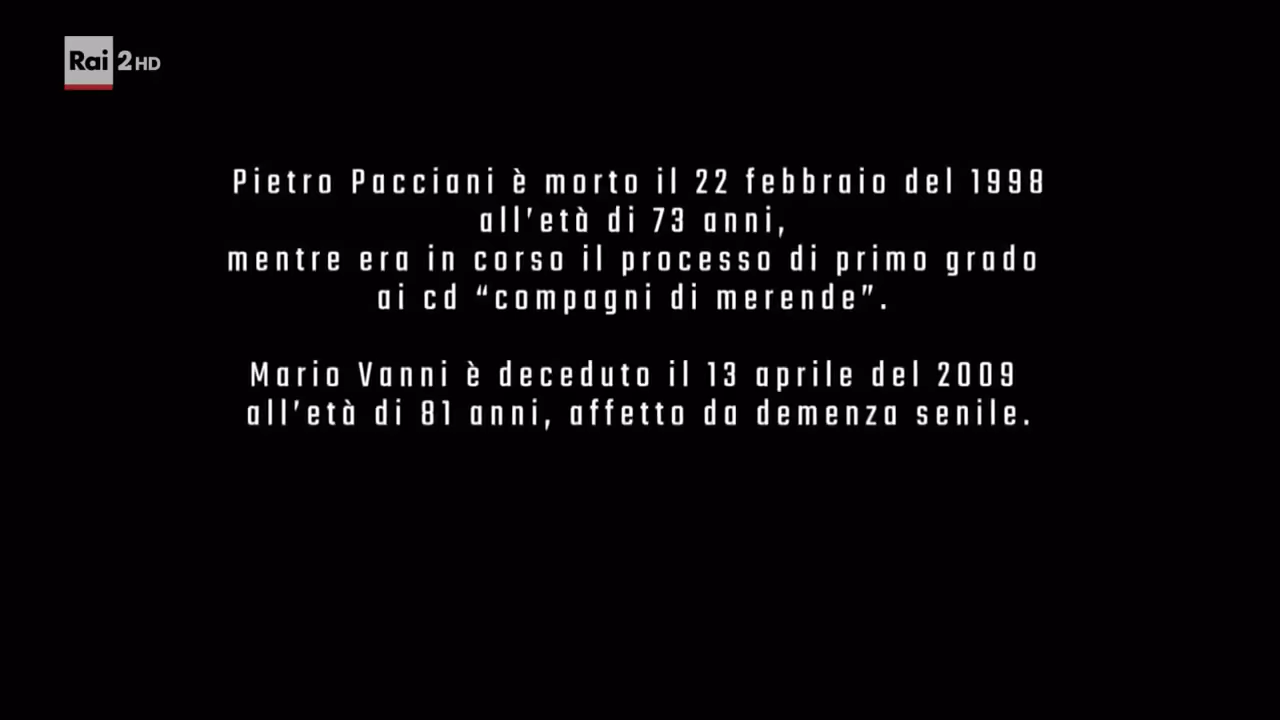 Rai 2 HD
Pietro Pacciani è morto il 22 febbraio del 1998
all'età di 73 anni,
mentre era in corso il processo di primo grado
ai cd “compagni di merende”.
Mario Vanni è deceduto il 13 aprile del 2009
all'età di 81 anni, affetto da demenza senile.